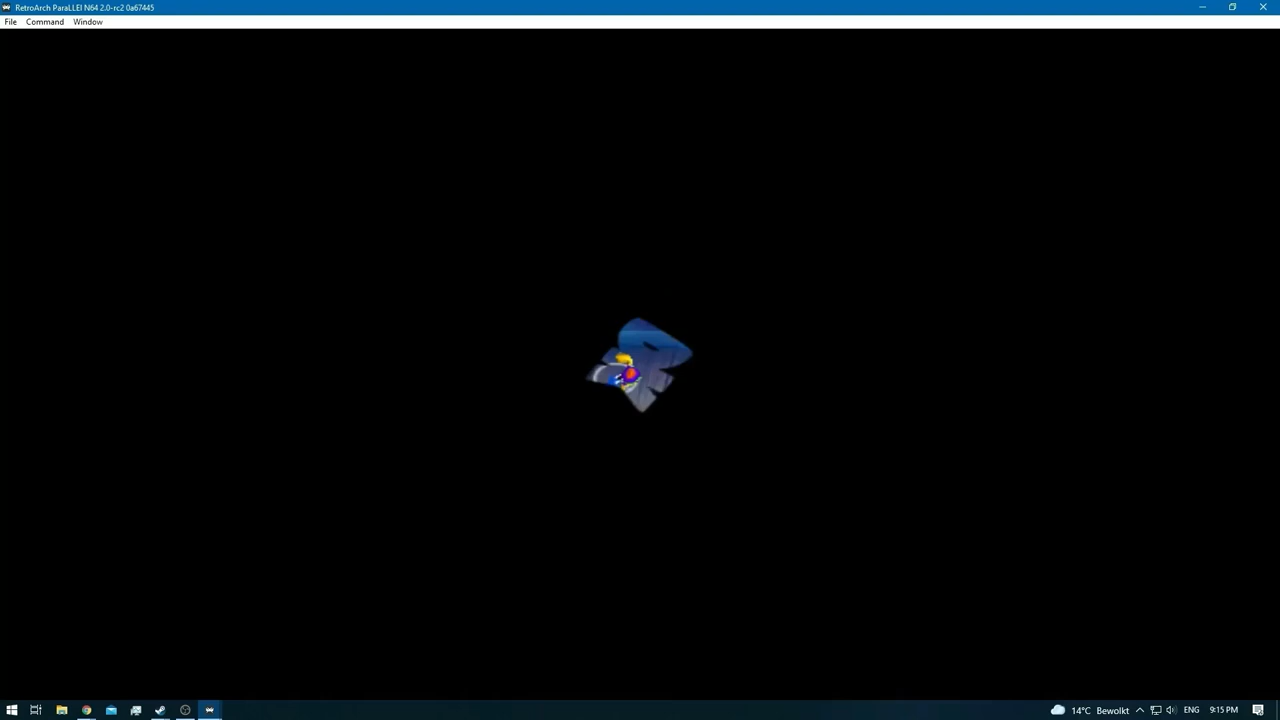 RetroArch ParaLLEl N64 2.0-rc2 0a67445
File Command Window
14°C Bewolkt ENG 9:15 PM